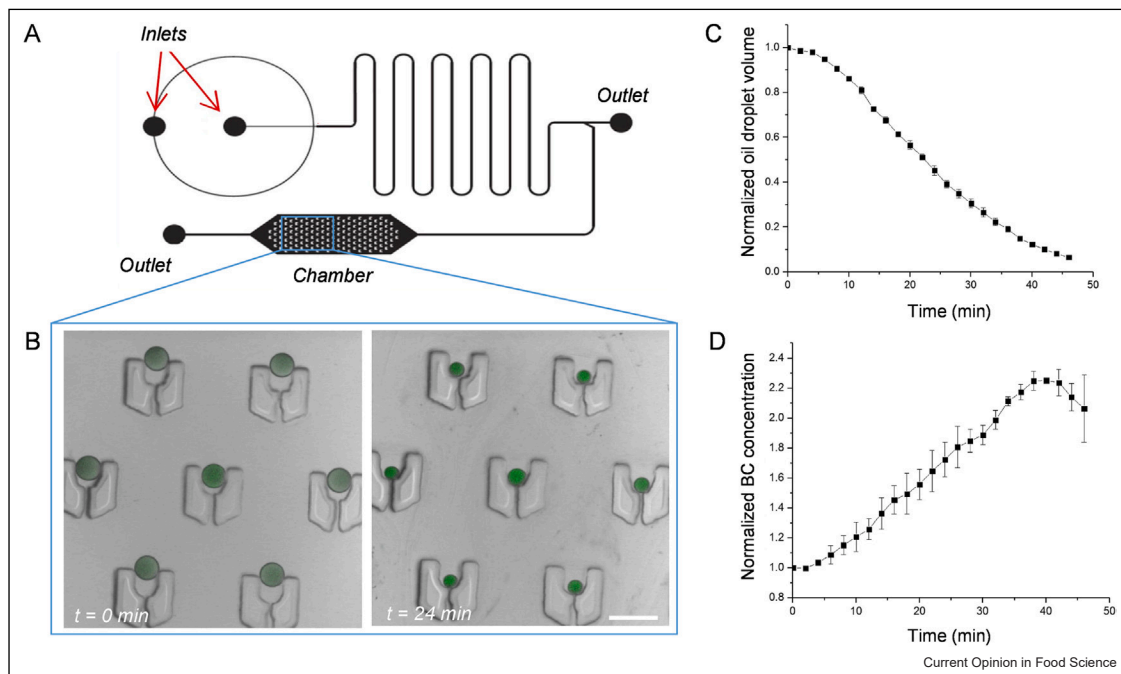 A
Inlets
Outlet
Outlet
Chamber
B
t = 0 min
t = 24 min
C
Normalized oil droplet volume
1.0
0.8
0.6
0.4
0.2
0.0
0
10
20
30
40
50
Time (min)
D
Normalized BC concentration
2.4
2.2
2.0
1.8
1.6
1.4
1.2
1.0
0.8
0
10
20
30
40
50
Time (min)
Current Opinion in Food Science